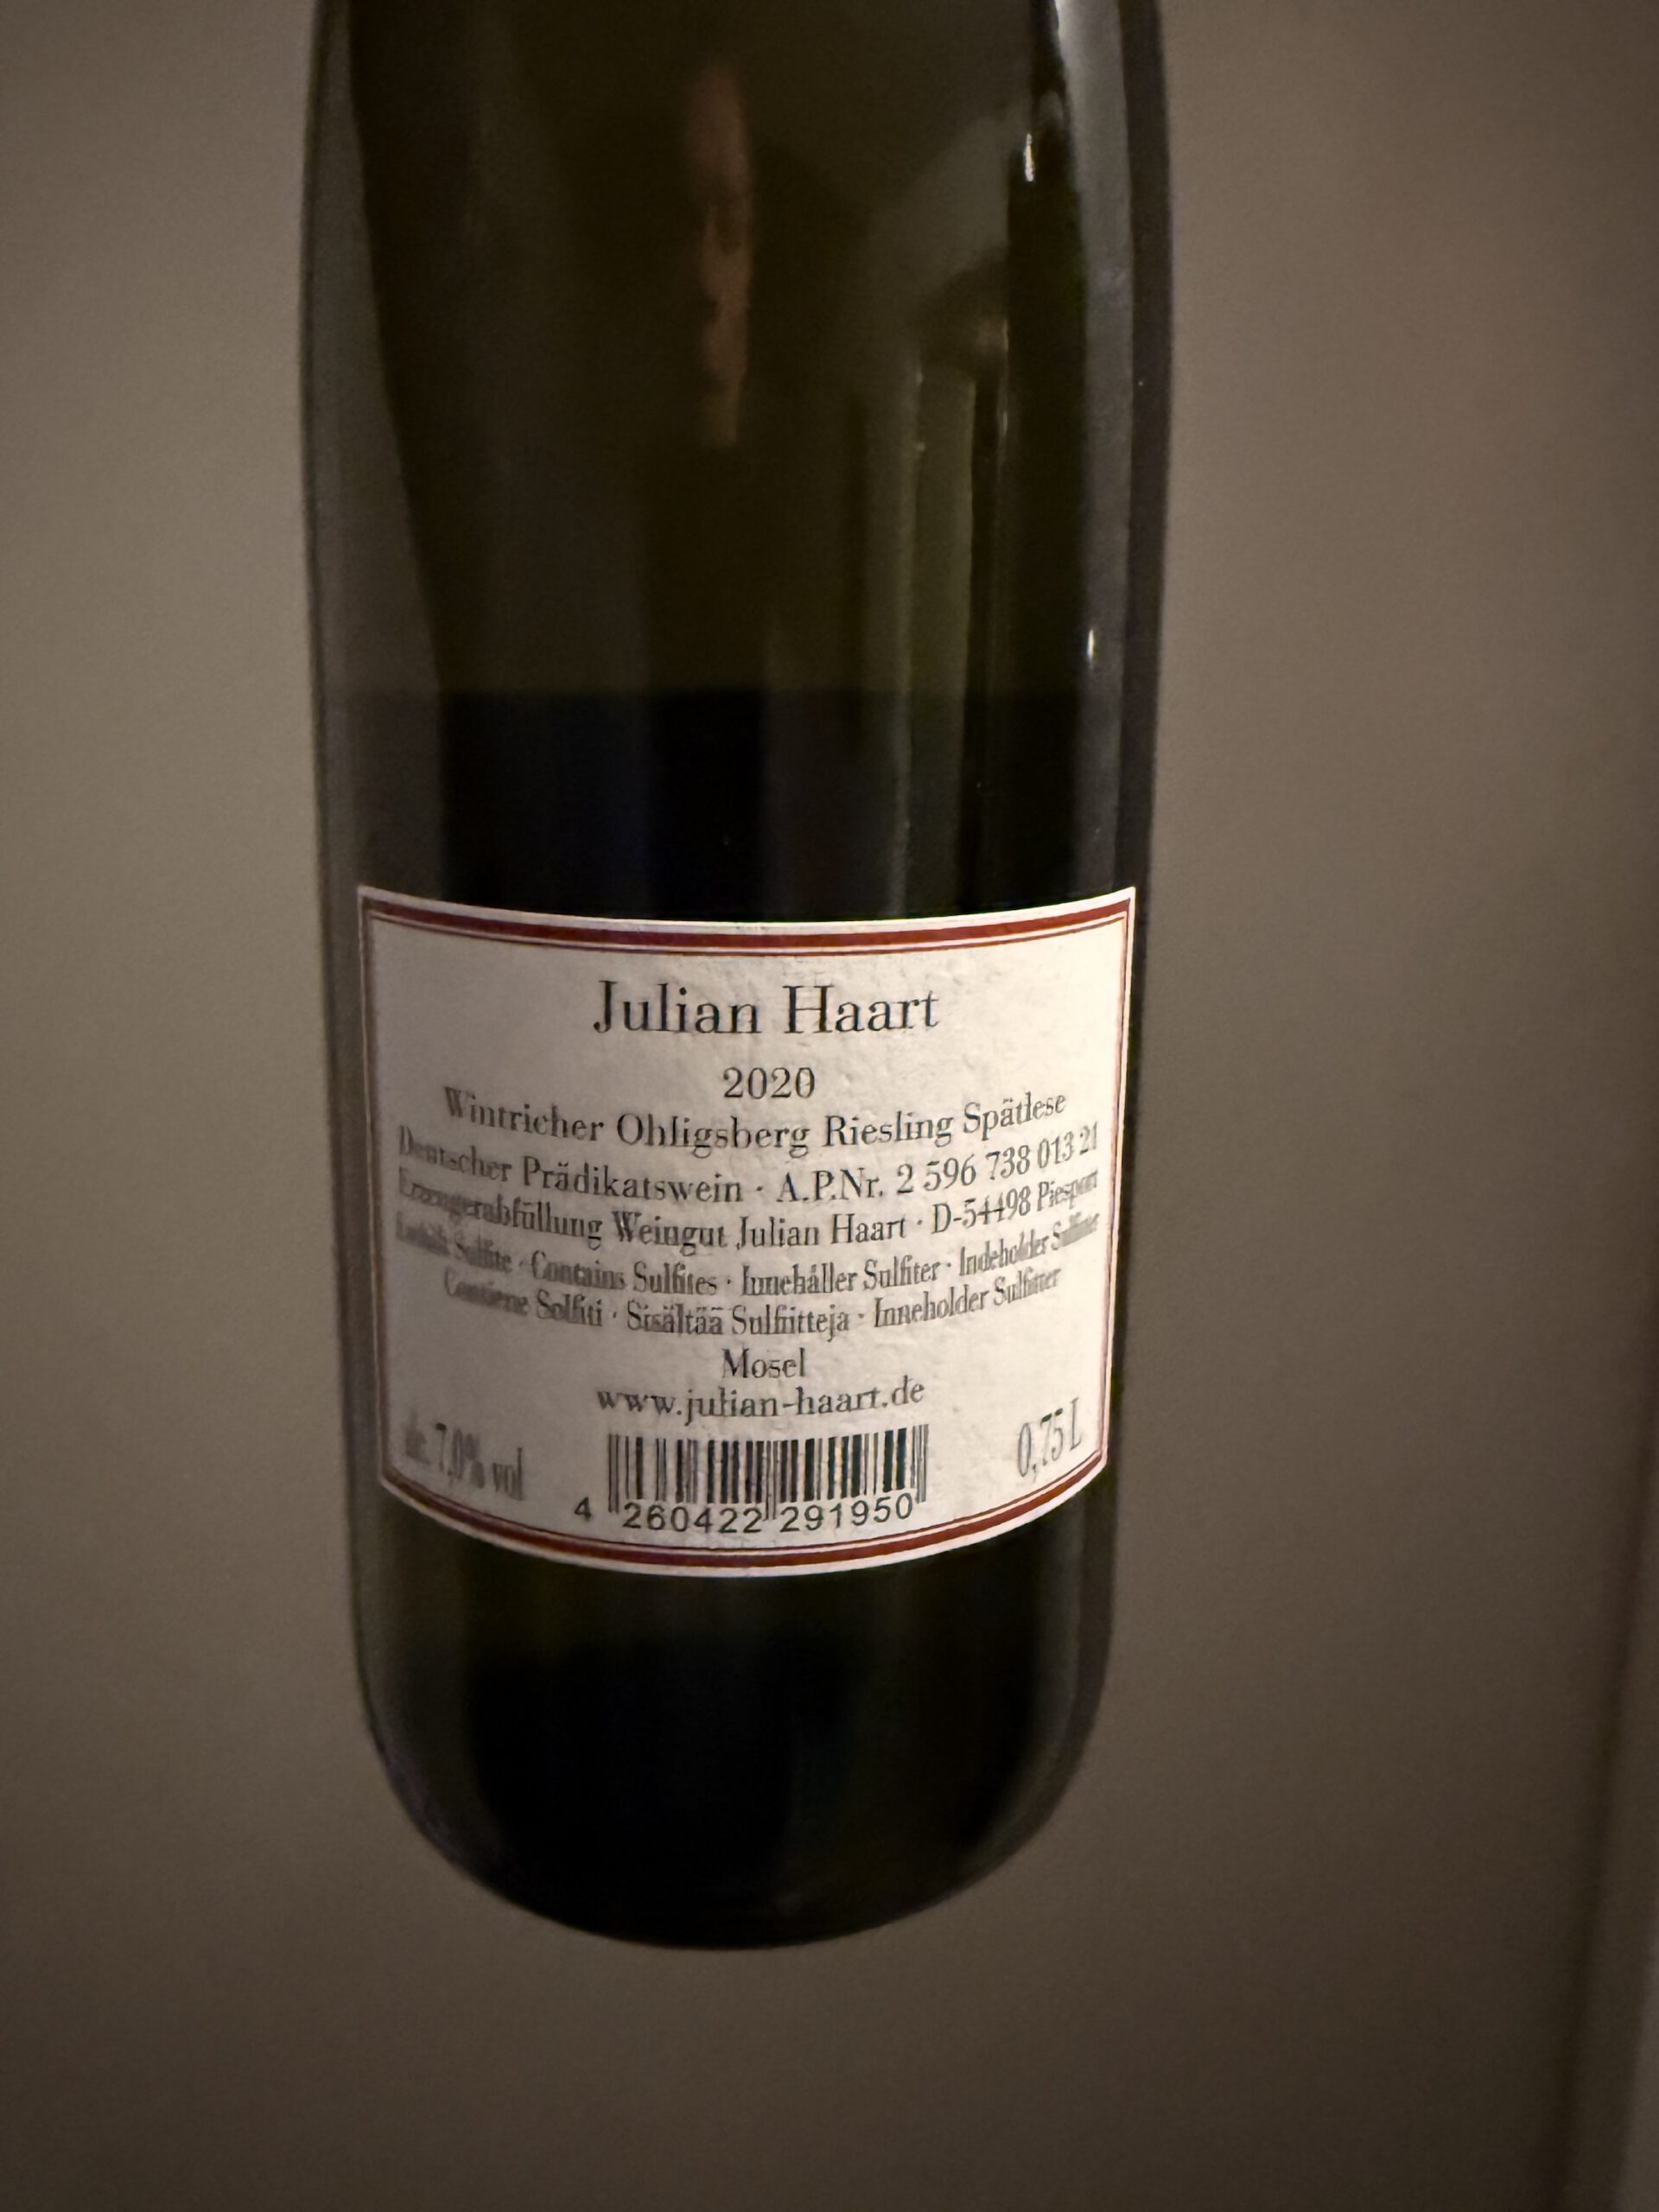 Julian Haart
2020
Wintricher Ohligsberg Riesling Spätlese
Deutscher Prädikatswein · A.P.Nr. 2 596 738 013 21
Erzeugerabfüllung Weingut Julian Haart · D-54498 Piesport
Enthält Sulfite · Contains Sulfites · Innehåller Sulfiter · Indeholder Sulfitter
Contiene Solfiti · Sisältää Sulfiitteja · Inneholder Sulfitter
Mosel
www.julian-haart.de
alc. 7,0% vol
0,75 L
4 260422 291950